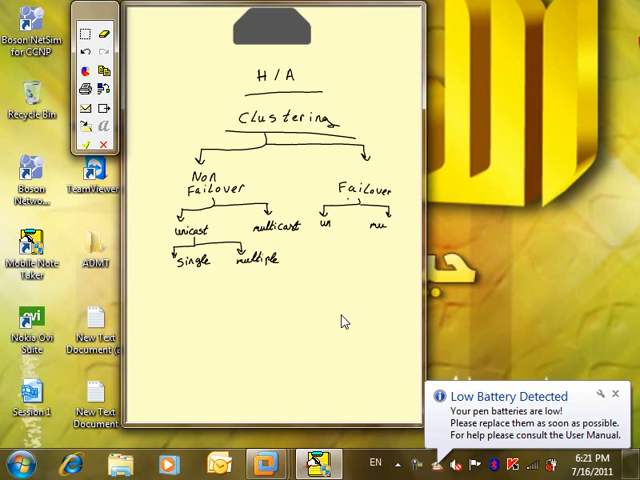 Boson NetSim
for CCNP
Recycle Bin
Boson
Netwo...
TeamViewer
Mobile Note
Taker
ADMT
Nokia Ovi
Suite
ovi
New Text
Document (2
Session 1
New Text
Document
H/A
Clustering
Non
Failover
Failover
unicast
multicast
un
mu
single
multiple
Low Battery Detected
Your pen batteries are low!
Please replace them as soon as possible.
For help please consult the User Manual.
EN
6:21 PM
7/16/2011